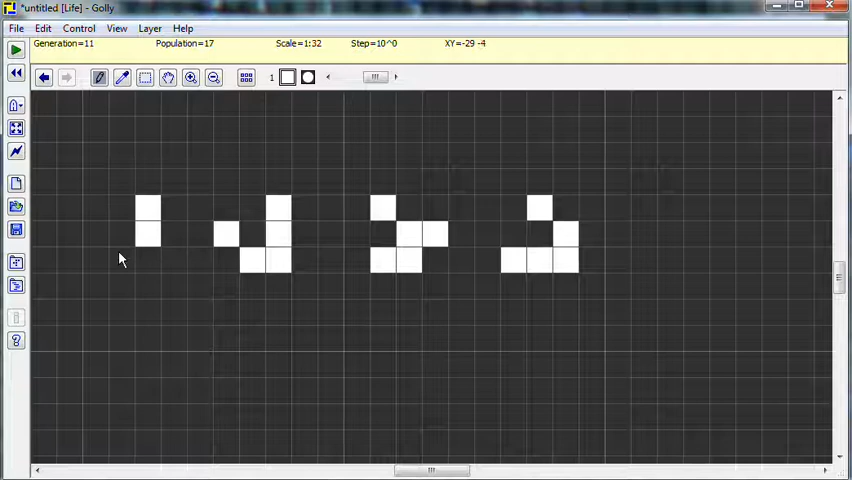 *untitled [Life] - Golly
File Edit Control View Layer Help
Generation=11 Population=17 Scale=1:32 Step=10^0 XY=-29 -4
1